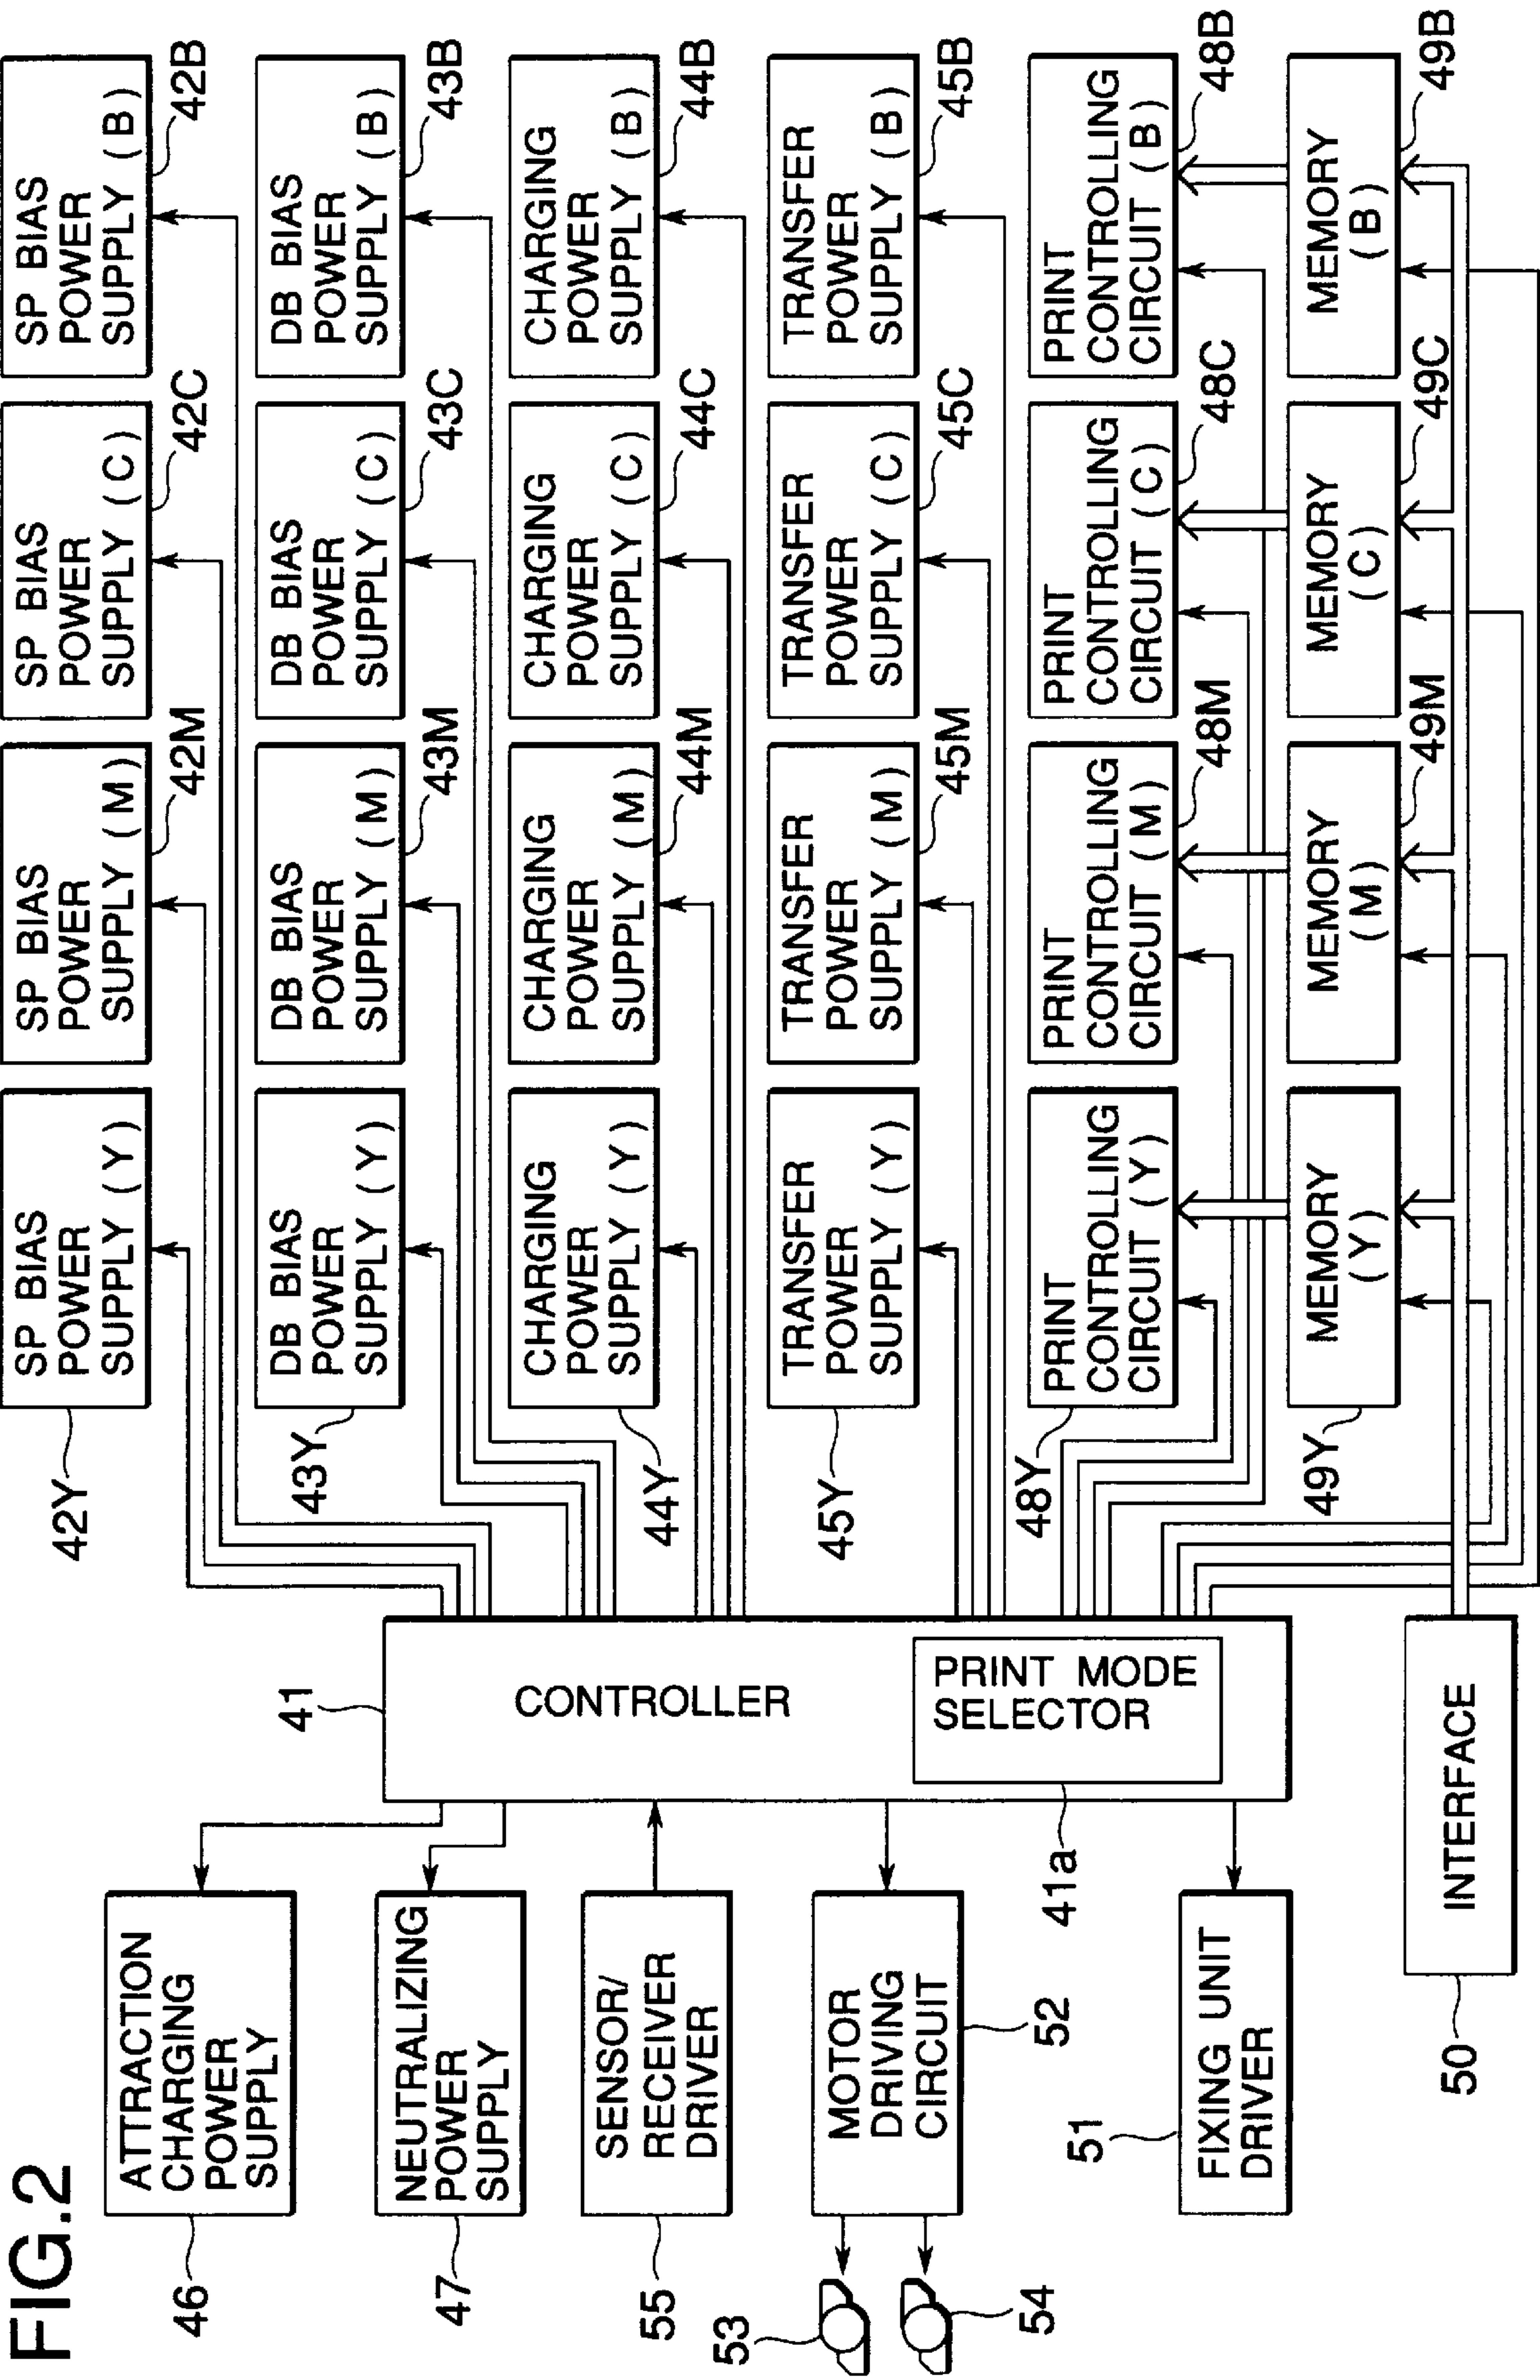 FIG.2
46
ATTRACTION
CHARGING
POWER
SUPPLY
47
NEUTRALIZING
POWER
SUPPLY
55
SENSOR/
RECEIVER
DRIVER
53
54
MOTOR
DRIVING
CIRCUIT
52
51
FIXING UNIT
DRIVER
50
INTERFACE
41
CONTROLLER
PRINT MODE
SELECTOR
41a
42Y
SP BIAS
POWER
SUPPLY (Y)
SP BIAS
POWER
SUPPLY (M)
42M
SP BIAS
POWER
SUPPLY (C)
42C
SP BIAS
POWER
SUPPLY (B)
42B
43Y
DB BIAS
POWER
SUPPLY (Y)
DB BIAS
POWER
SUPPLY (M)
43M
DB BIAS
POWER
SUPPLY (C)
43C
DB BIAS
POWER
SUPPLY (B)
43B
44Y
CHARGING
POWER
SUPPLY (Y)
CHARGING
POWER
SUPPLY (M)
44M
CHARGING
POWER
SUPPLY (C)
44C
CHARGING
POWER
SUPPLY (B)
44B
45Y
TRANSFER
POWER
SUPPLY (Y)
TRANSFER
POWER
SUPPLY (M)
45M
TRANSFER
POWER
SUPPLY (C)
45C
TRANSFER
POWER
SUPPLY (B)
45B
48Y
PRINT
CONTROLLING
CIRCUIT (Y)
PRINT
CONTROLLING
CIRCUIT (M)
48M
PRINT
CONTROLLING
CIRCUIT (C)
48C
PRINT
CONTROLLING
CIRCUIT (B)
48B
49Y
MEMORY
(Y)
MEMORY
(M)
49M
MEMORY
(C)
49C
MEMORY
(B)
49B